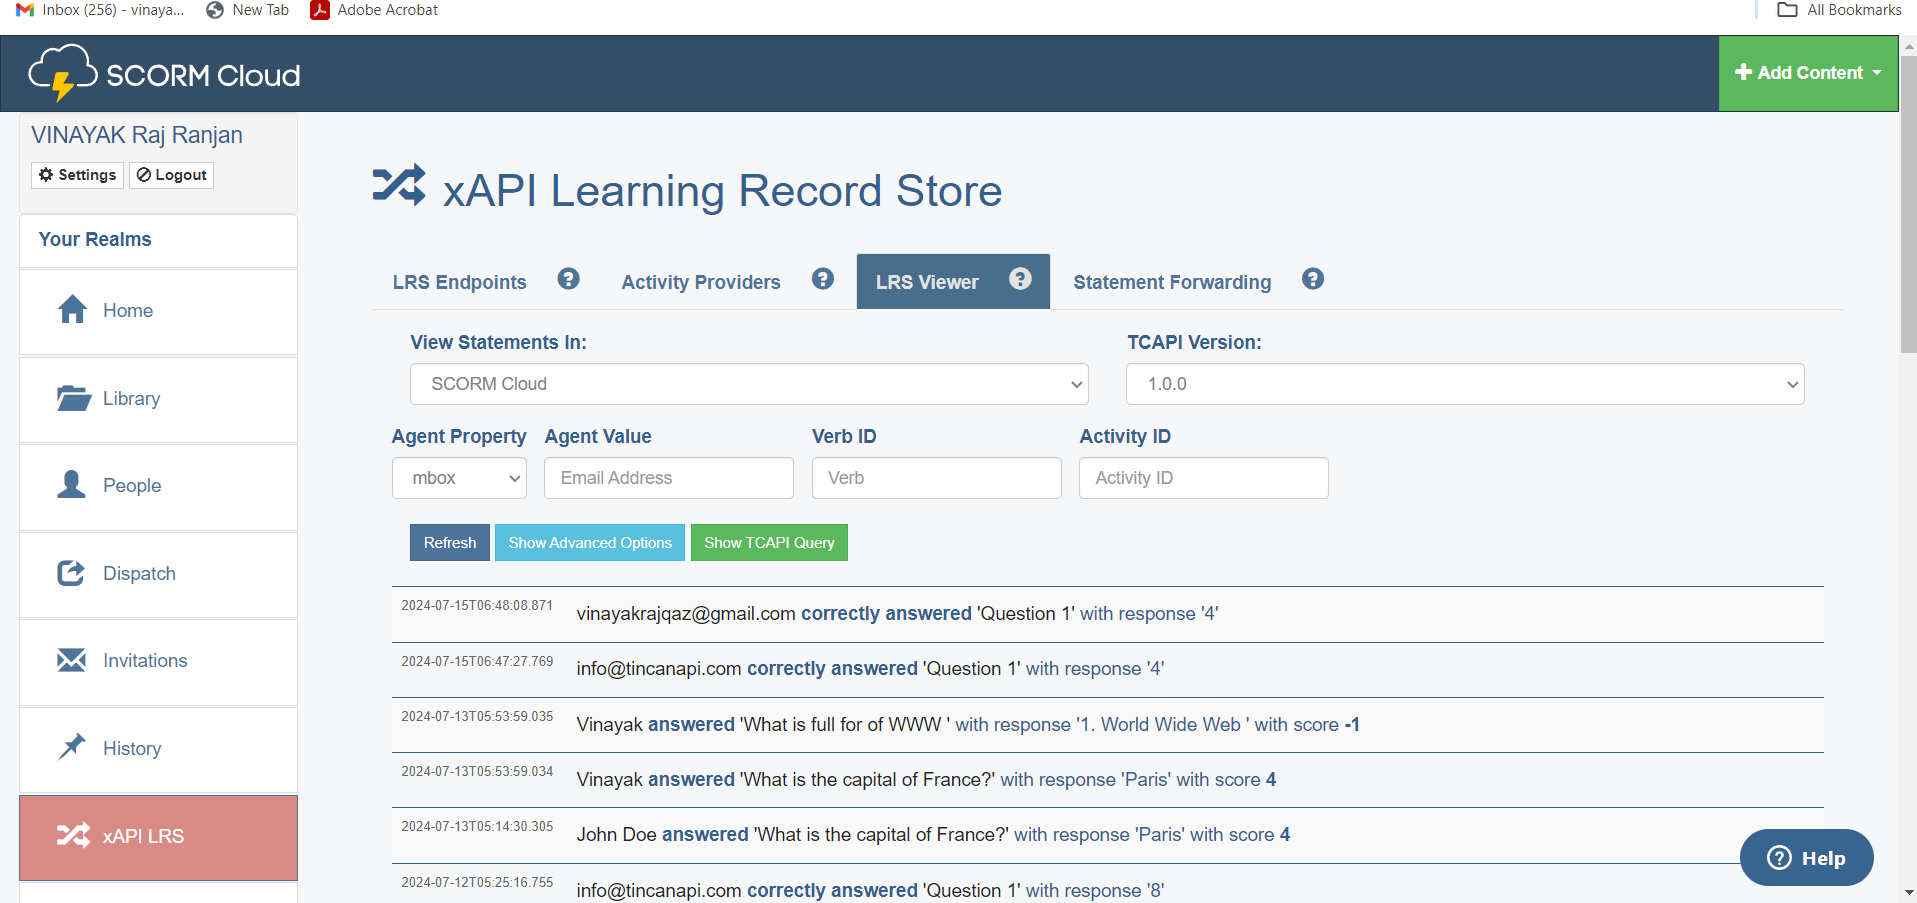 Inbox (256) - vinaya... New Tab Adobe Acrobat All Bookmarks
SCORM Cloud Add Content
VINAYAK Raj Ranjan
Settings Logout
Your Realms
Home
Library
People
Dispatch
Invitations
History
xAPI LRS
xAPI Learning Record Store
LRS Endpoints ? Activity Providers ? LRS Viewer ? Statement Forwarding ?
View Statements In: TCAPI Version:
SCORM Cloud 1.0.0
Agent Property Agent Value Verb ID Activity ID
mbox Email Address Verb Activity ID
Refresh Show Advanced Options Show TCAPI Query
2024-07-15T06:48:08.871 vinayakrajqaz@gmail.com correctly answered 'Question 1' with response '4'
2024-07-15T06:47:27.769 info@tincanapi.com correctly answered 'Question 1' with response '4'
2024-07-13T05:53:59.035 Vinayak answered 'What is full for of WWW ' with response '1. World Wide Web ' with score -1
2024-07-13T05:53:59.034 Vinayak answered 'What is the capital of France?' with response 'Paris' with score 4
2024-07-13T05:14:30.305 John Doe answered 'What is the capital of France?' with response 'Paris' with score 4
2024-07-12T05:25:16.755 info@tincanapi.com correctly answered 'Question 1' with response '8'
? Help